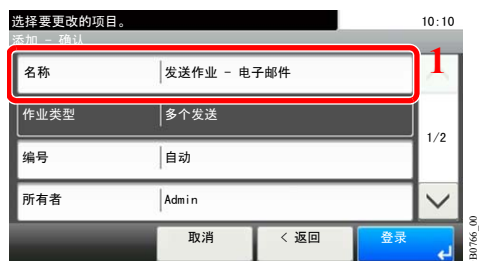 选择要更改的项目。 10:10
添加 - 确认
1
名称 发送作业 - 电子邮件
作业类型 多个发送
1/2
编号 自动
所有者 Admin
取消 < 返回 登录
B0766_00